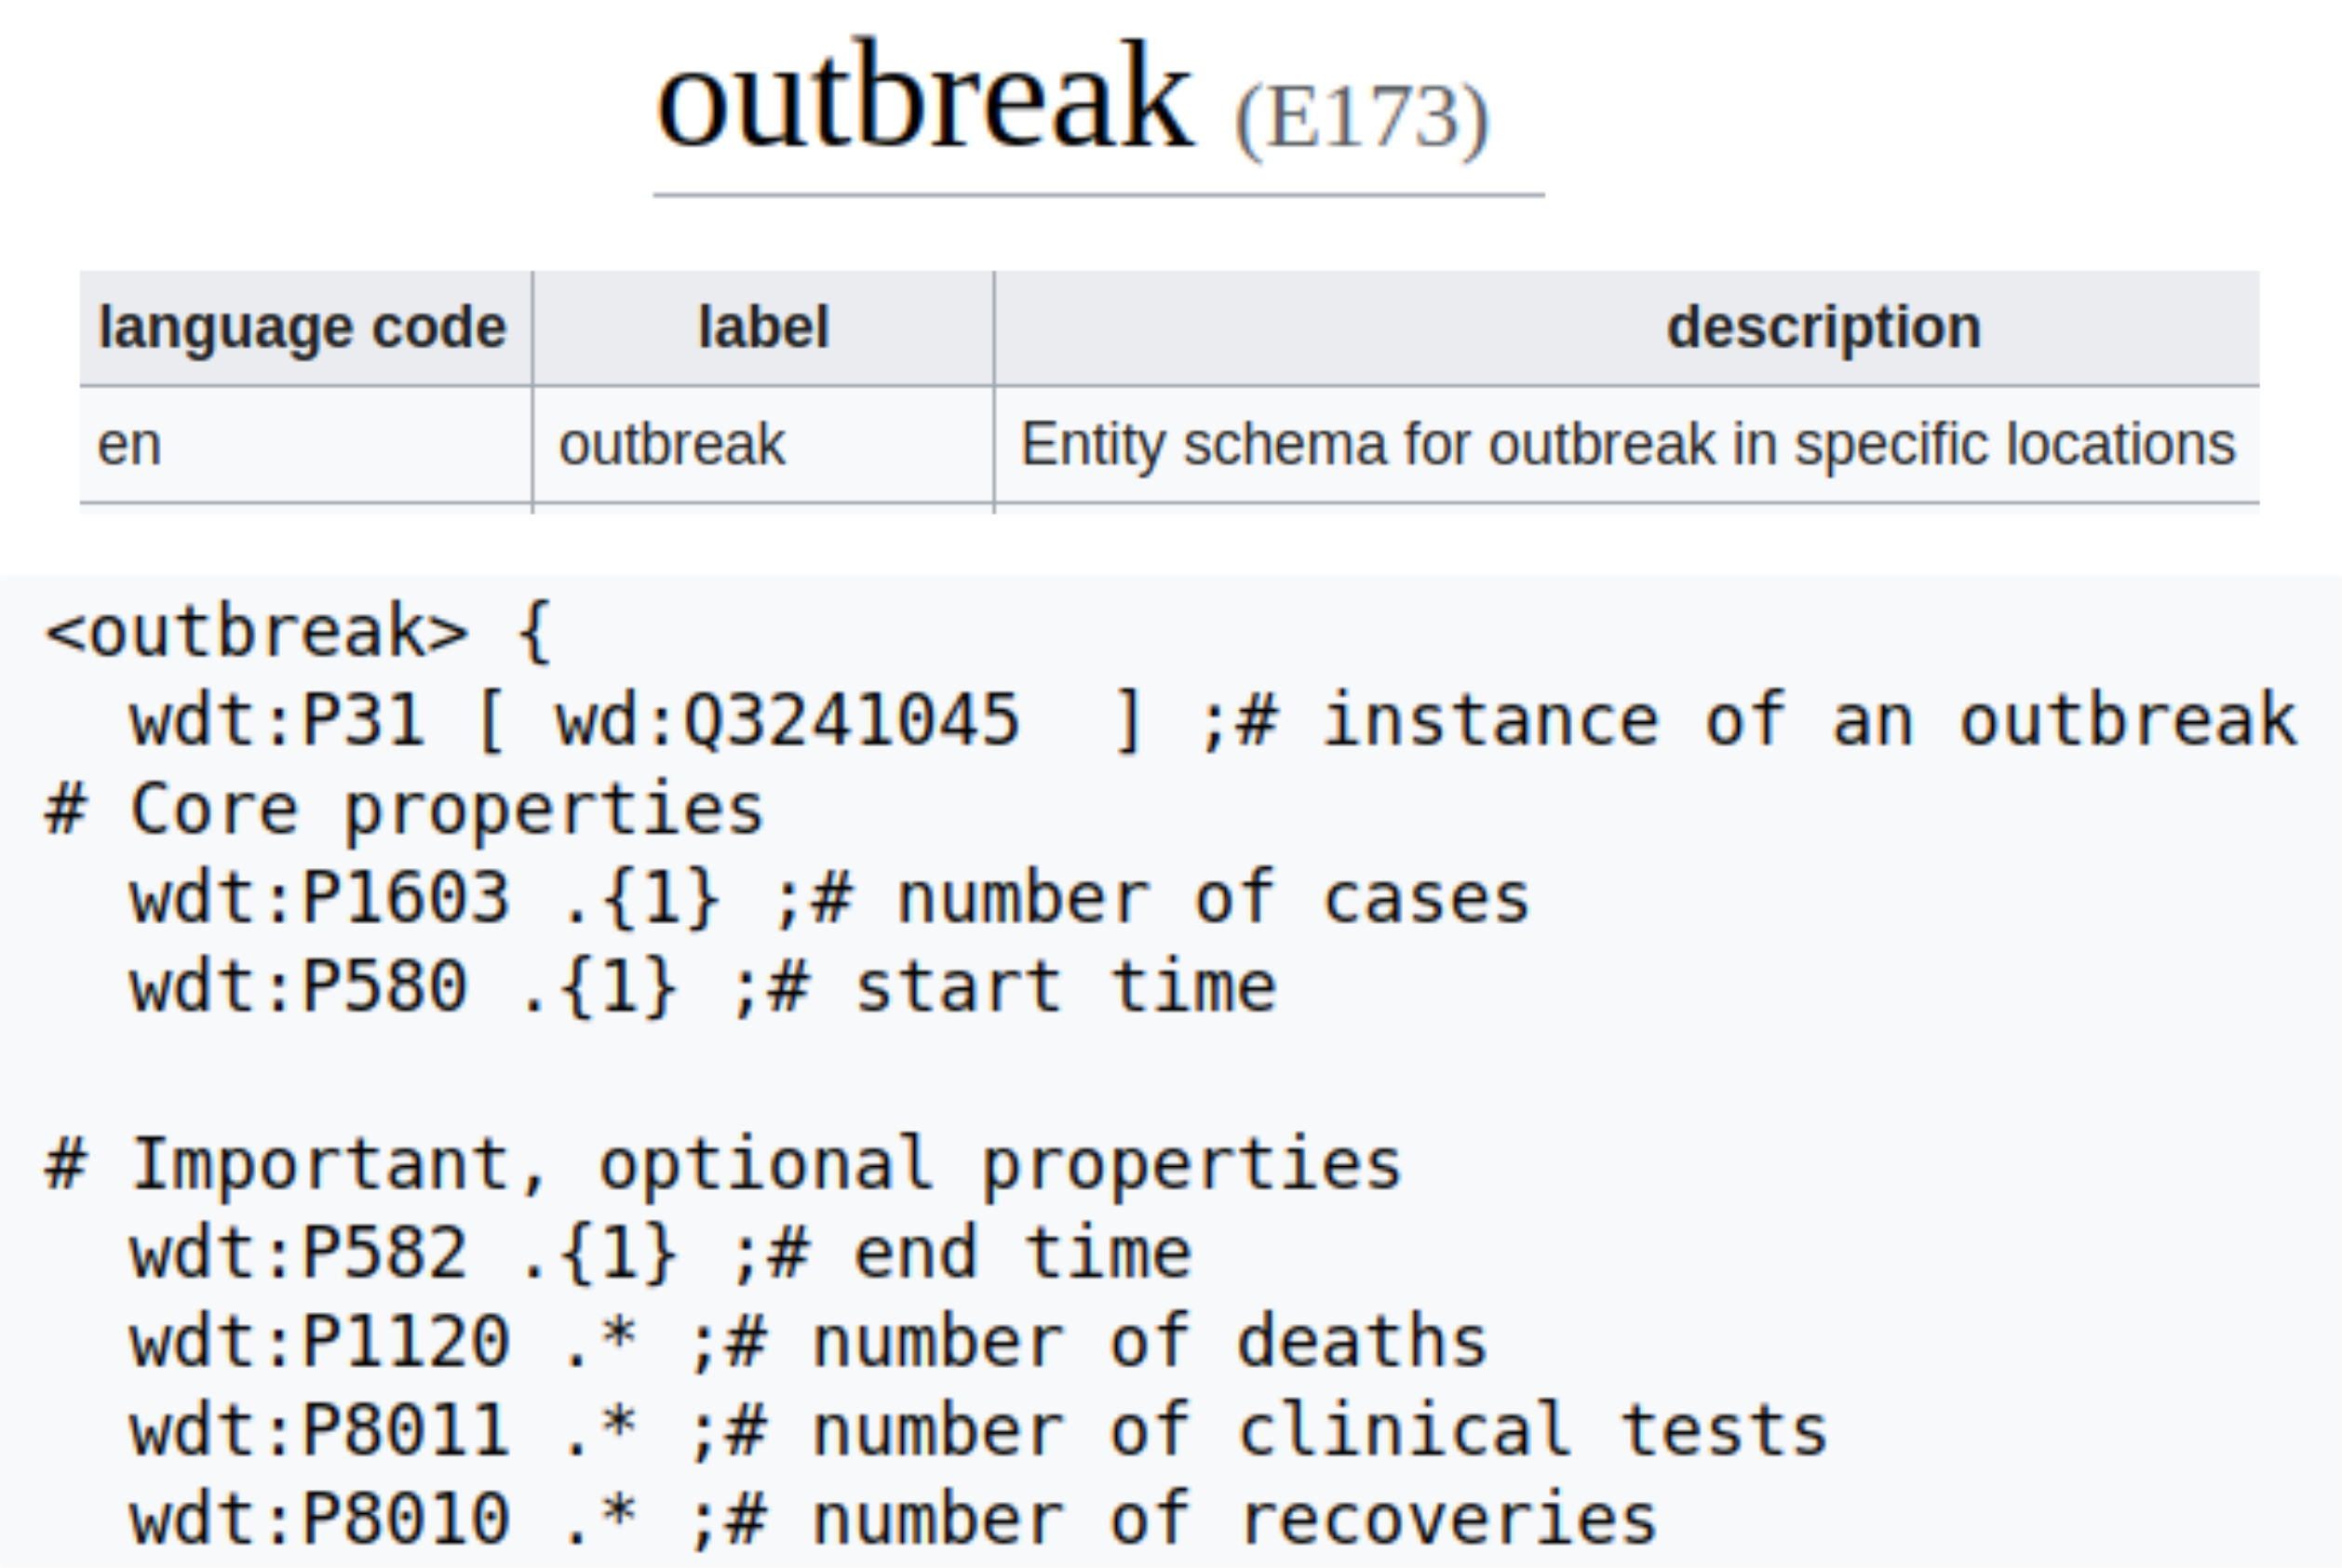 outbreak (E173)
language code label description
en outbreak Entity schema for outbreak in specific locations
<outbreak> {
  wdt:P31 [ wd:Q3241045  ] ;# instance of an outbreak
# Core properties
  wdt:P1603 .{1} ;# number of cases
  wdt:P580 .{1} ;# start time
# Important, optional properties
  wdt:P582 .{1} ;# end time
  wdt:P1120 .* ;# number of deaths
  wdt:P8011 .* ;# number of clinical tests
  wdt:P8010 .* ;# number of recoveries